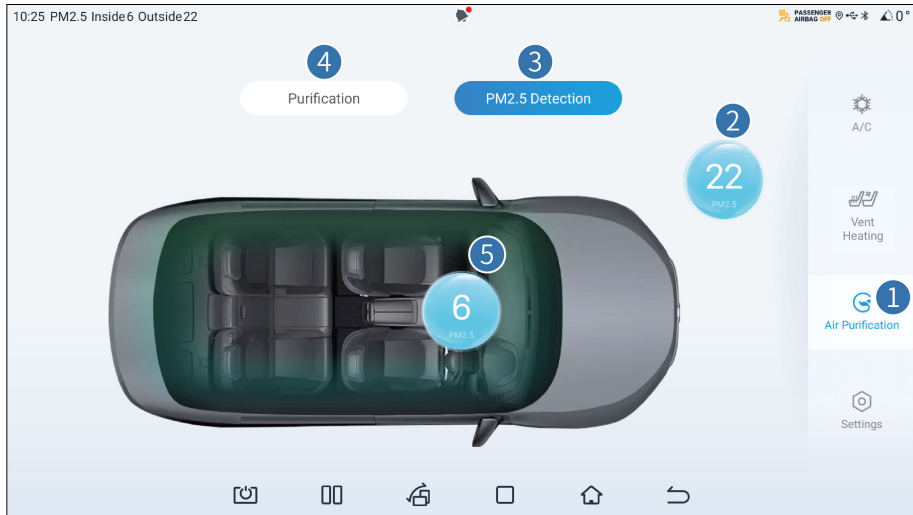 10:25 PM2.5 Inside6 Outside22
PASSENGER
AIRBAG OFF
0°
4
3
Purification
PM2.5 Detection
2
22
PM2.5
A/C
Vent
Heating
5
6
PM2.5
1
Air Purification
Settings